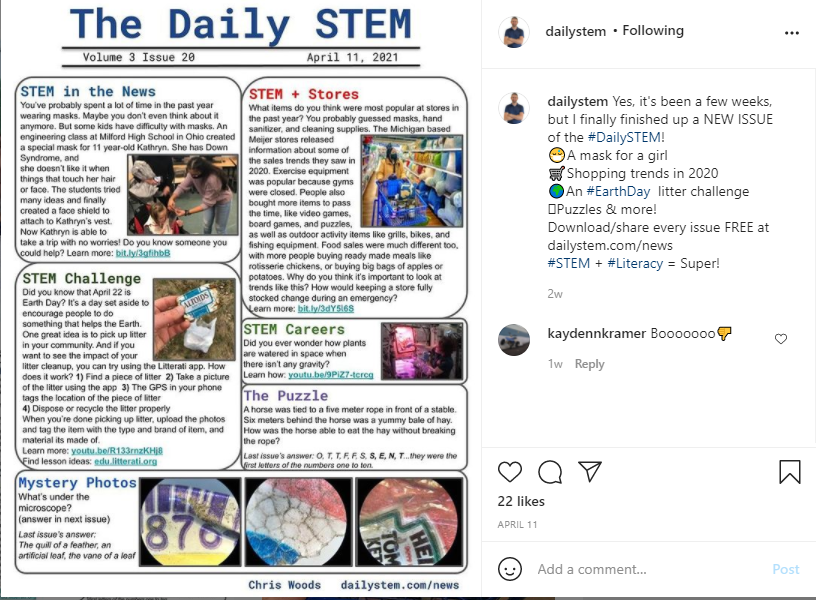 The Daily STEM
Volume 3 Issue 20
April 11, 2021
STEM in the News
You've probably spent a lot of time in the past year
wearing masks. Maybe you don't even think about it
anymore. But some kids have difficulty with masks. An
engineering class at Milford High School in Ohio created
a special mask for 11 year-old Kathryn. She has Down
Syndrome, and
she doesn't like it when
things that touch her hair
or face. The students tried
many ideas and finally
created a face shield to
attach to Kathryn's vest.
Now Kathryn is able to
take a trip with no worries! Do you know someone you
could help? Learn more: bit.ly/3gfihbB
STEM Challenge
Did you know that April 22 is
Earth Day? It's a day set aside to
encourage people to do
something that helps the Earth.
One great idea is to pick up litter
in your community. And if you
want to see the impact of your
litter cleanup, you can try using the Litterati app. How
does it work? 1) Find a piece of litter 2) Take a picture
of the litter using the app 3) The GPS in your phone
tags the location of the piece of litter
4) Dispose or recycle the litter properly
When you're done picking up litter, upload the photos
and tag the item with the type and brand of item, and
material its made of.
Learn more: youtu.be/R133rnzKHj8
Find lesson ideas: edu.litterati.org
ALTOIDS
STEM + Stores
What items do you think were most popular at stores in
the past year? You probably guessed masks, hand
sanitizer, and cleaning supplies. The Michigan based
Meijer stores released
information about some of
the sales trends they saw in
2020. Exercise equipment
was popular because gyms
were closed. People also
bought more items to pass
the time, like video games,
board games, and puzzles,
as well as outdoor activity items like grills, bikes, and
fishing equipment. Food sales were much different too,
with more people buying ready made meals like
rotisserie chickens, or buying big bags of apples or
potatoes. Why do you think it's important to look at
trends like this? How would keeping a store fully
stocked change during an emergency?
Learn more: bit.ly/3dY5l6S
STEM Careers
Did you ever wonder how plants
are watered in space when
there isn't any gravity?
Learn how: youtu.be/9PiZ7-tcrcg
The Puzzle
A horse was tied to a five meter rope in front of a stable.
Six meters behind the horse was a yummy bale of hay.
How was the horse able to eat the hay without breaking
the rope?
Last issue's answer: O, T, T, F, F, S, S, E, N, T...they were the
first letters of the numbers one to ten.
Mystery Photos
What's under the
microscope?
(answer in next issue)
Last issue's answer:
The quill of a feather, an
artificial leaf, the vane of a leaf
876
HEI
TOM
KET
Chris Woods dailystem.com/news
dailystem • Following
dailystem Yes, it's been a few weeks,
but I finally finished up a NEW ISSUE
of the #DailySTEM!
😷A mask for a girl
🛒Shopping trends in 2020
🌎An #EarthDay litter challenge
Puzzles & more!
Download/share every issue FREE at
dailystem.com/news
#STEM + #Literacy = Super!
2w
kaydennkramer Booooooo👎
1w Reply
22 likes
APRIL 11
Add a comment...
Post